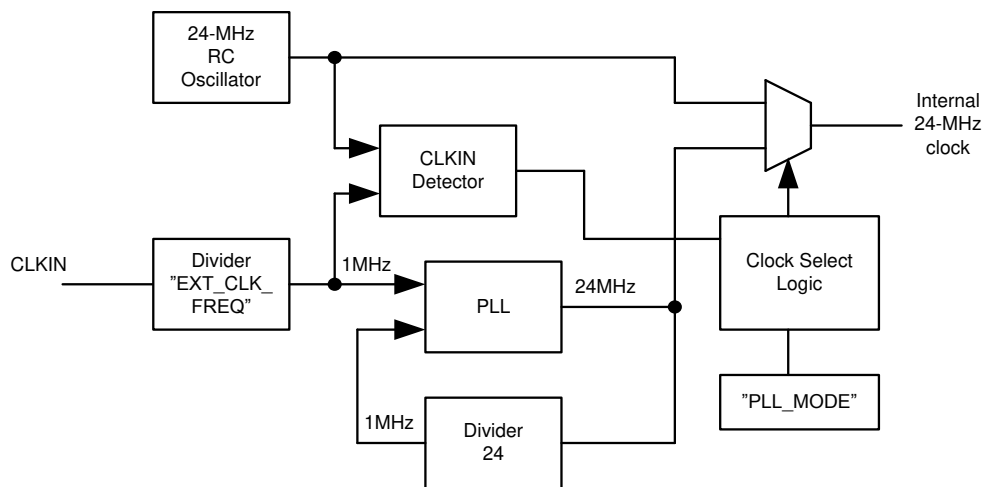 24-MHz
RC
Oscillator
Internal
24-MHz
clock
CLKIN
Detector
CLKIN
Divider
”EXT_CLK_
FREQ”
1MHz
PLL
24MHz
Clock Select
Logic
”PLL_MODE”
1MHz
Divider
24